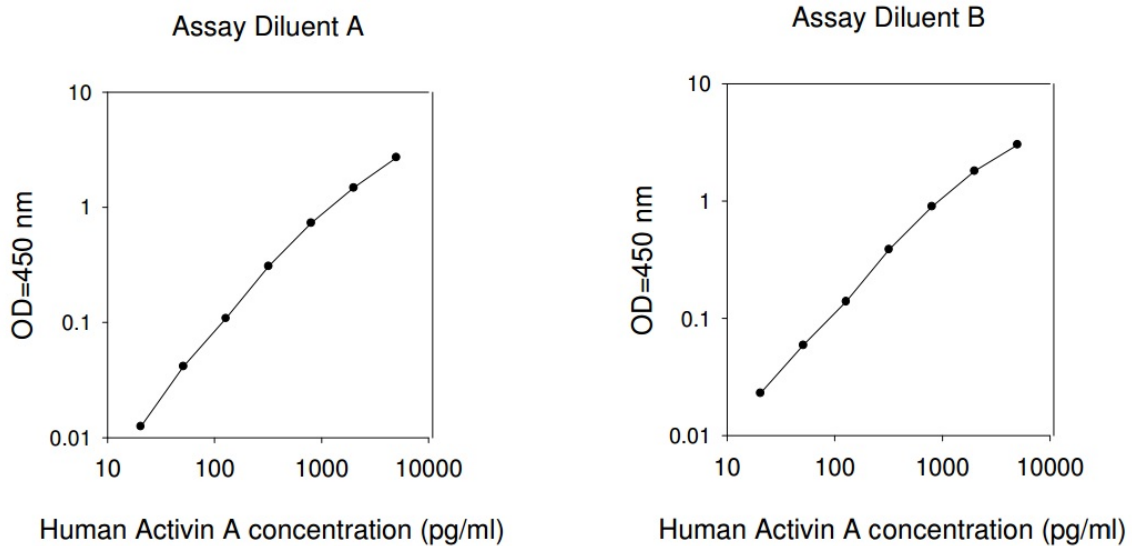 Assay Diluent A
10
1
0.1
0.01
OD=450 nm
10 100 1000 10000
Human Activin A concentration (pg/ml)
Assay Diluent B
10
1
0.1
0.01
OD=450 nm
10 100 1000 10000
Human Activin A concentration (pg/ml)